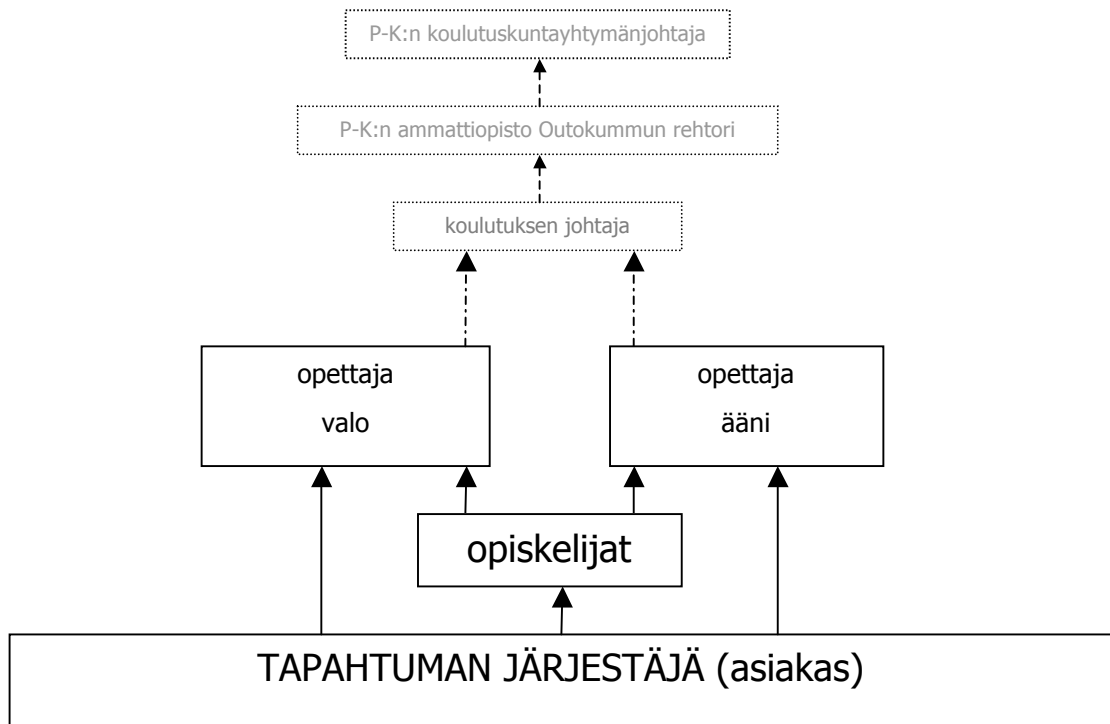 P-K:n koulutuskuntayhtymänjohtaja
P-K:n ammattiopisto Outokummun rehtori
koulutuksen johtaja
opettaja
valo
opettaja
ääni
opiskelijat
TAPAHTUMAN JÄRJESTÄJÄ (asiakas)